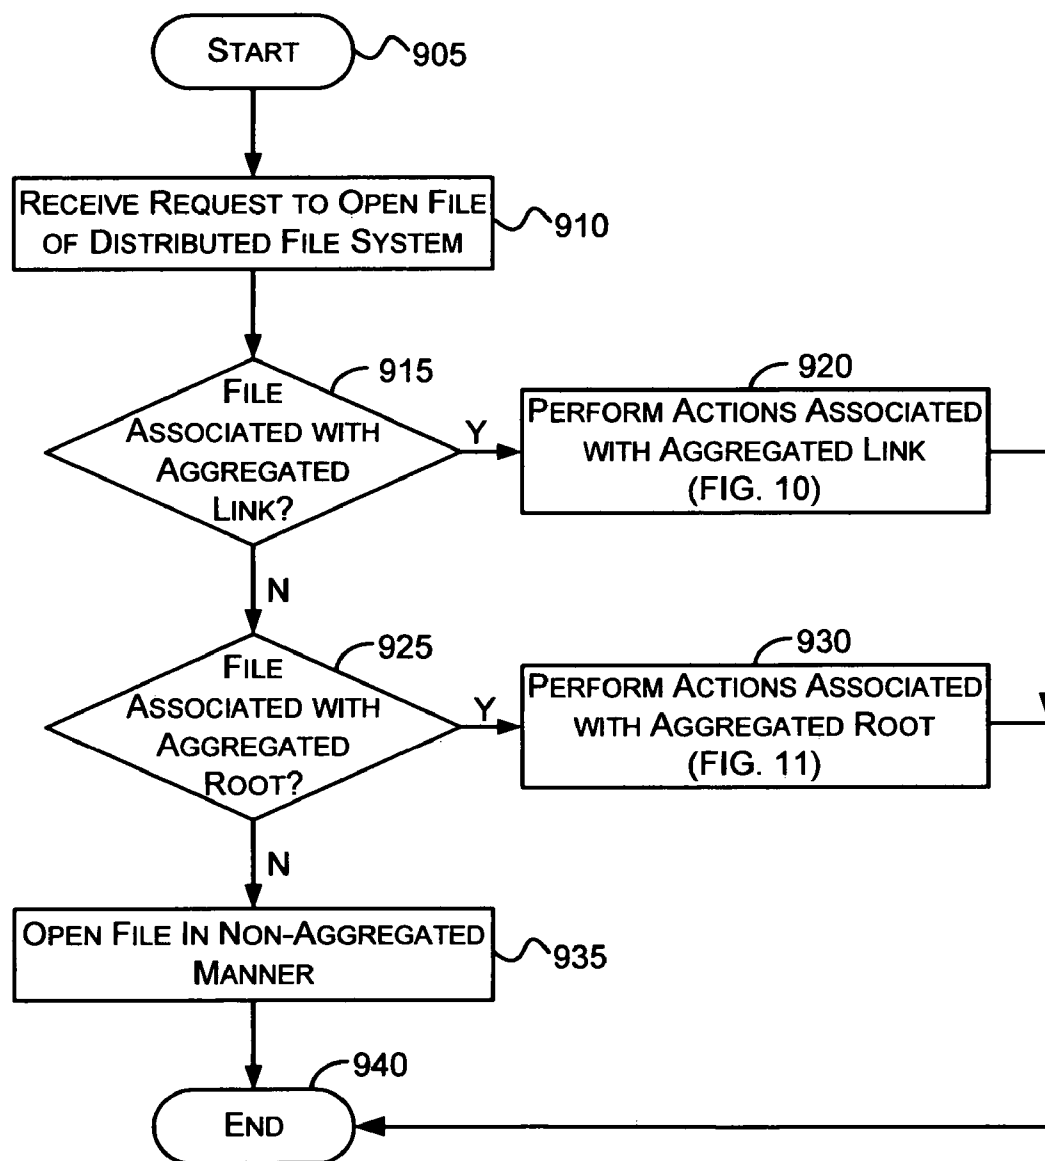 START
905
RECEIVE REQUEST TO OPEN FILE
OF DISTRIBUTED FILE SYSTEM
910
915
FILE
ASSOCIATED WITH
AGGREGATED
LINK?
Y
920
PERFORM ACTIONS ASSOCIATED
WITH AGGREGATED LINK
(FIG. 10)
N
925
FILE
ASSOCIATED WITH
AGGREGATED
ROOT?
Y
930
PERFORM ACTIONS ASSOCIATED
WITH AGGREGATED ROOT
(FIG. 11)
N
OPEN FILE IN NON-AGGREGATED
MANNER
935
940
END